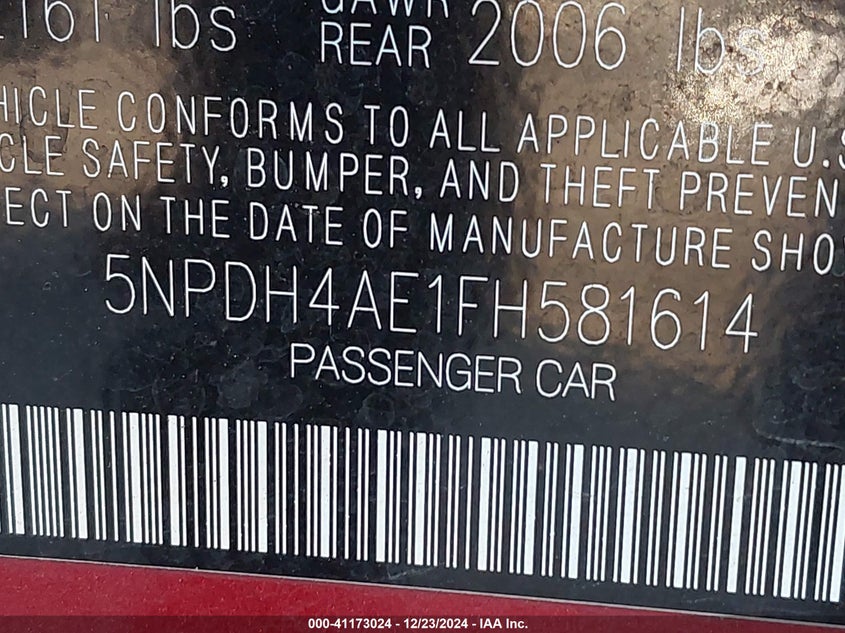 161 lbs GAWR
REAR 2006 lbs
HICLE CONFORMS TO ALL APPLICABLE U.S
CLE SAFETY, BUMPER, AND THEFT PREVEN
ECT ON THE DATE OF MANUFACTURE SHO
5NPDH4AE1FH581614
PASSENGER CAR
000-41173024 - 12/23/2024 - IAA Inc.